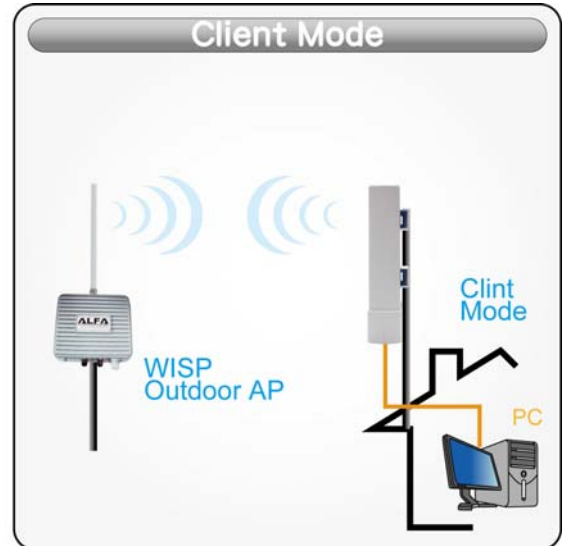 Client Mode
ALFA
WISP
Outdoor AP
Clint
Mode
PC